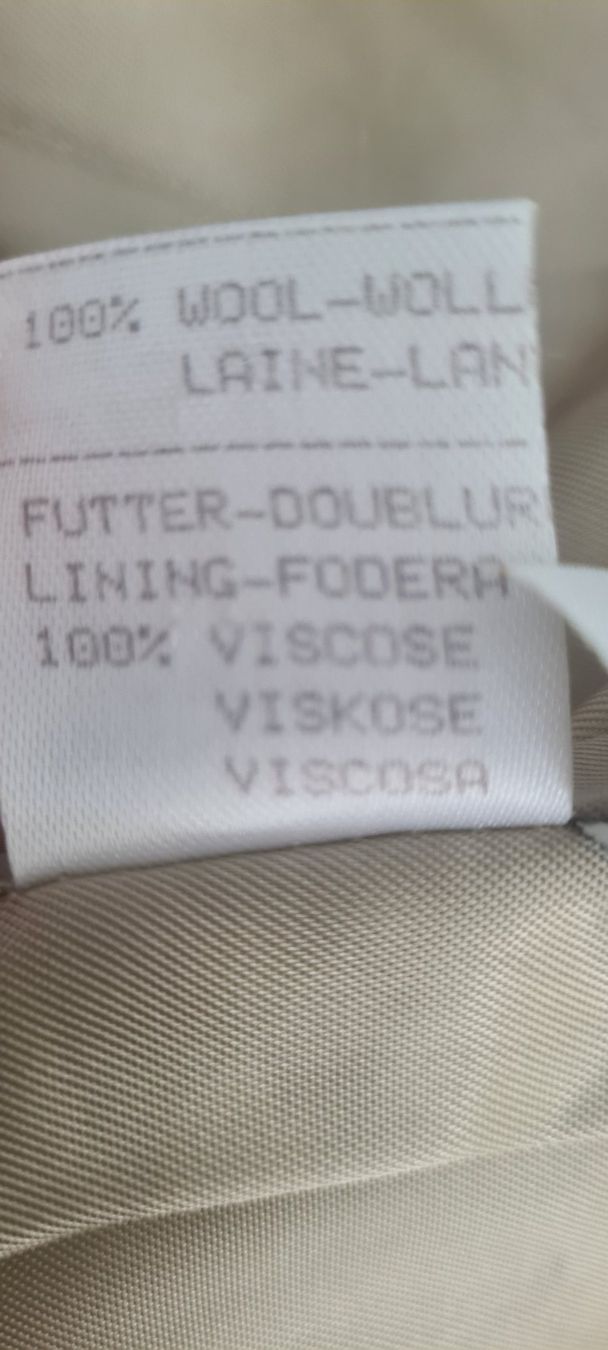 100% WOOL-WOLL
LAINE-LAN
FUTTER-DOUBLUR
LINING-FODERA
100% VISCOSE
VISKOSE
VISCOSA